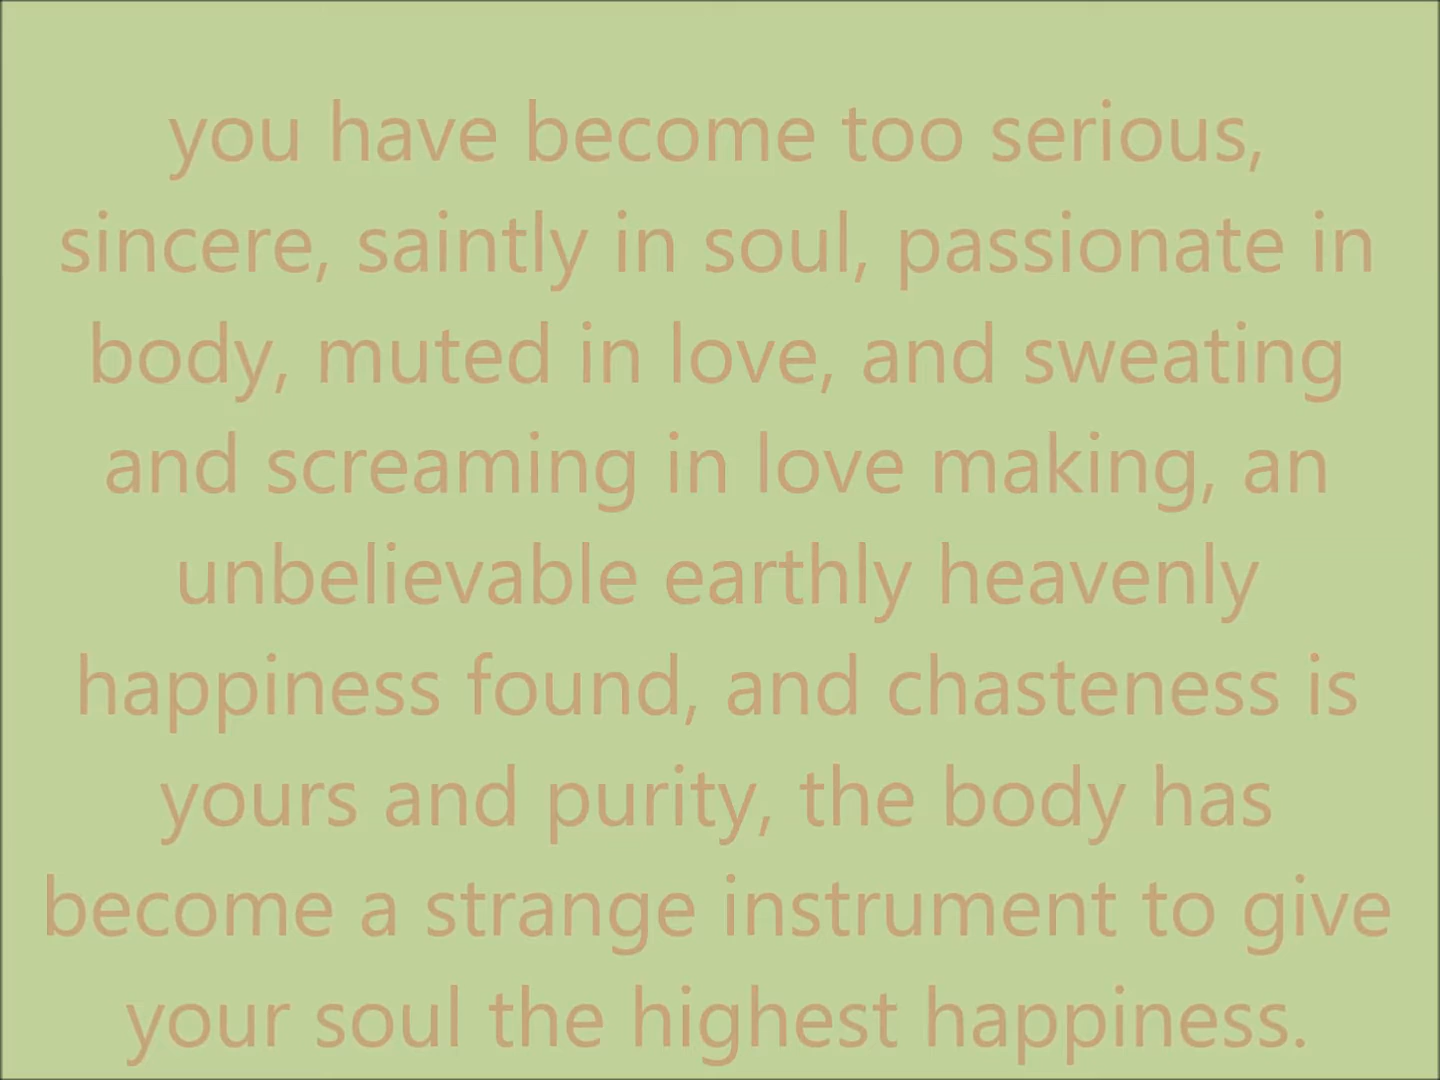 you have become too serious,
sincere, saintly in soul, passionate in
body, muted in love, and sweating
and screaming in love making, an
unbelievable earthly heavenly
happiness found, and chasteness is
yours and purity, the body has
become a strange instrument to give
your soul the highest happiness.